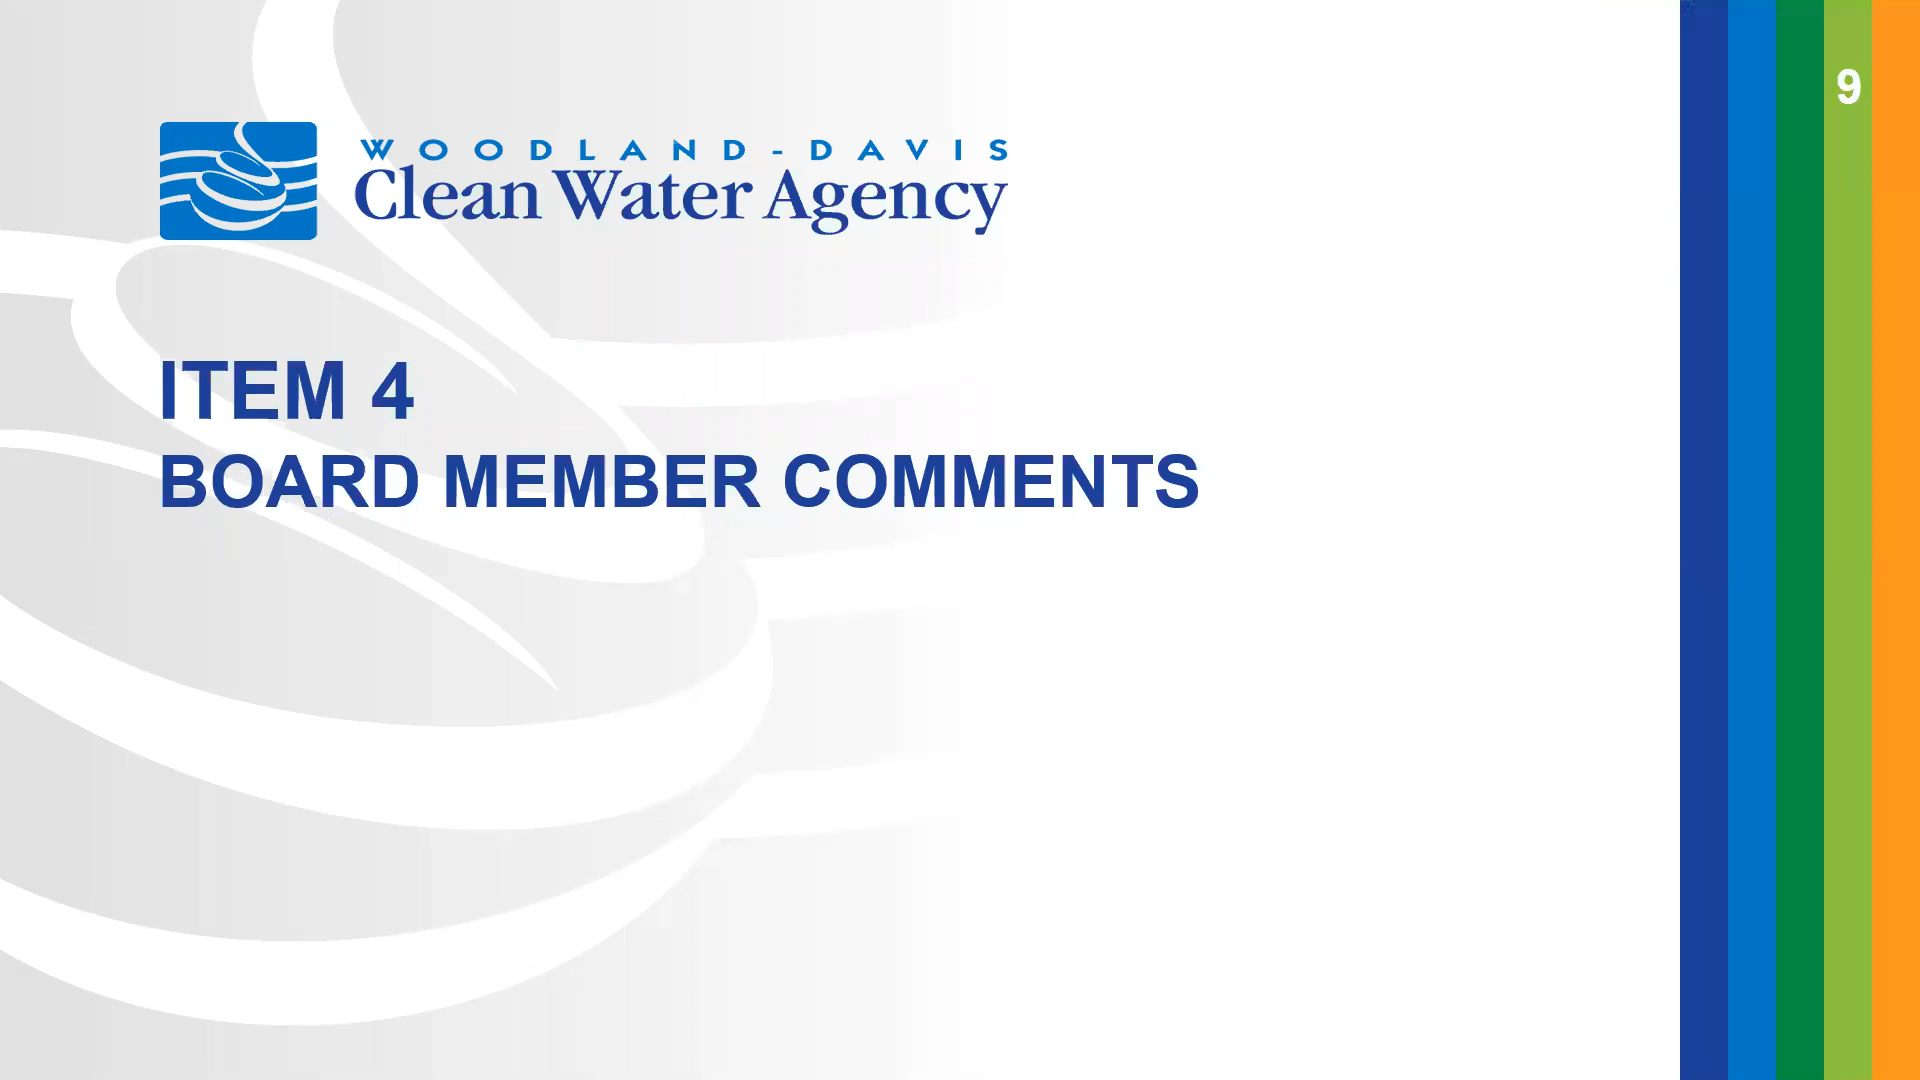 9
WOODLAND-DAVIS
Clean Water Agency
ITEM 4
BOARD MEMBER COMMENTS